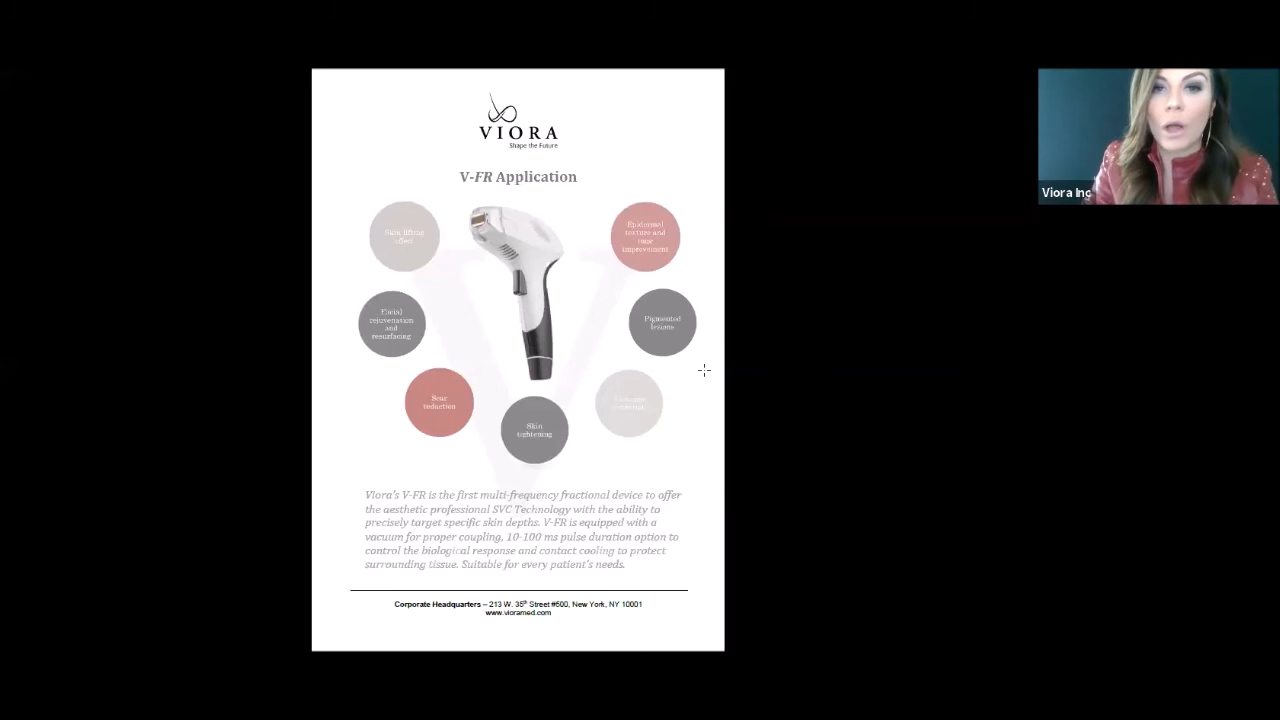 VIORA
Shape the Future
V-FR Application
Skin lifting
effect
Epidermal
texture and
tone
improvement
Facial
rejuvenation
and
resurfacing
Pigmented
lesions
Scar
reduction
Skin
tightening
Viora's V-FR is the first multi-frequency fractional device to offer
the aesthetic professional SVC Technology with the ability to
precisely target specific skin depths. V-FR is equipped with a
vacuum for proper coupling, 10-100 ms pulse duration option to
control the biological response and contact cooling to protect
surrounding tissue. Suitable for every patient's needs.
Corporate Headquarters – 213 W. 35th Street #500, New York, NY 10001
www.vioramed.com
Viora Inc